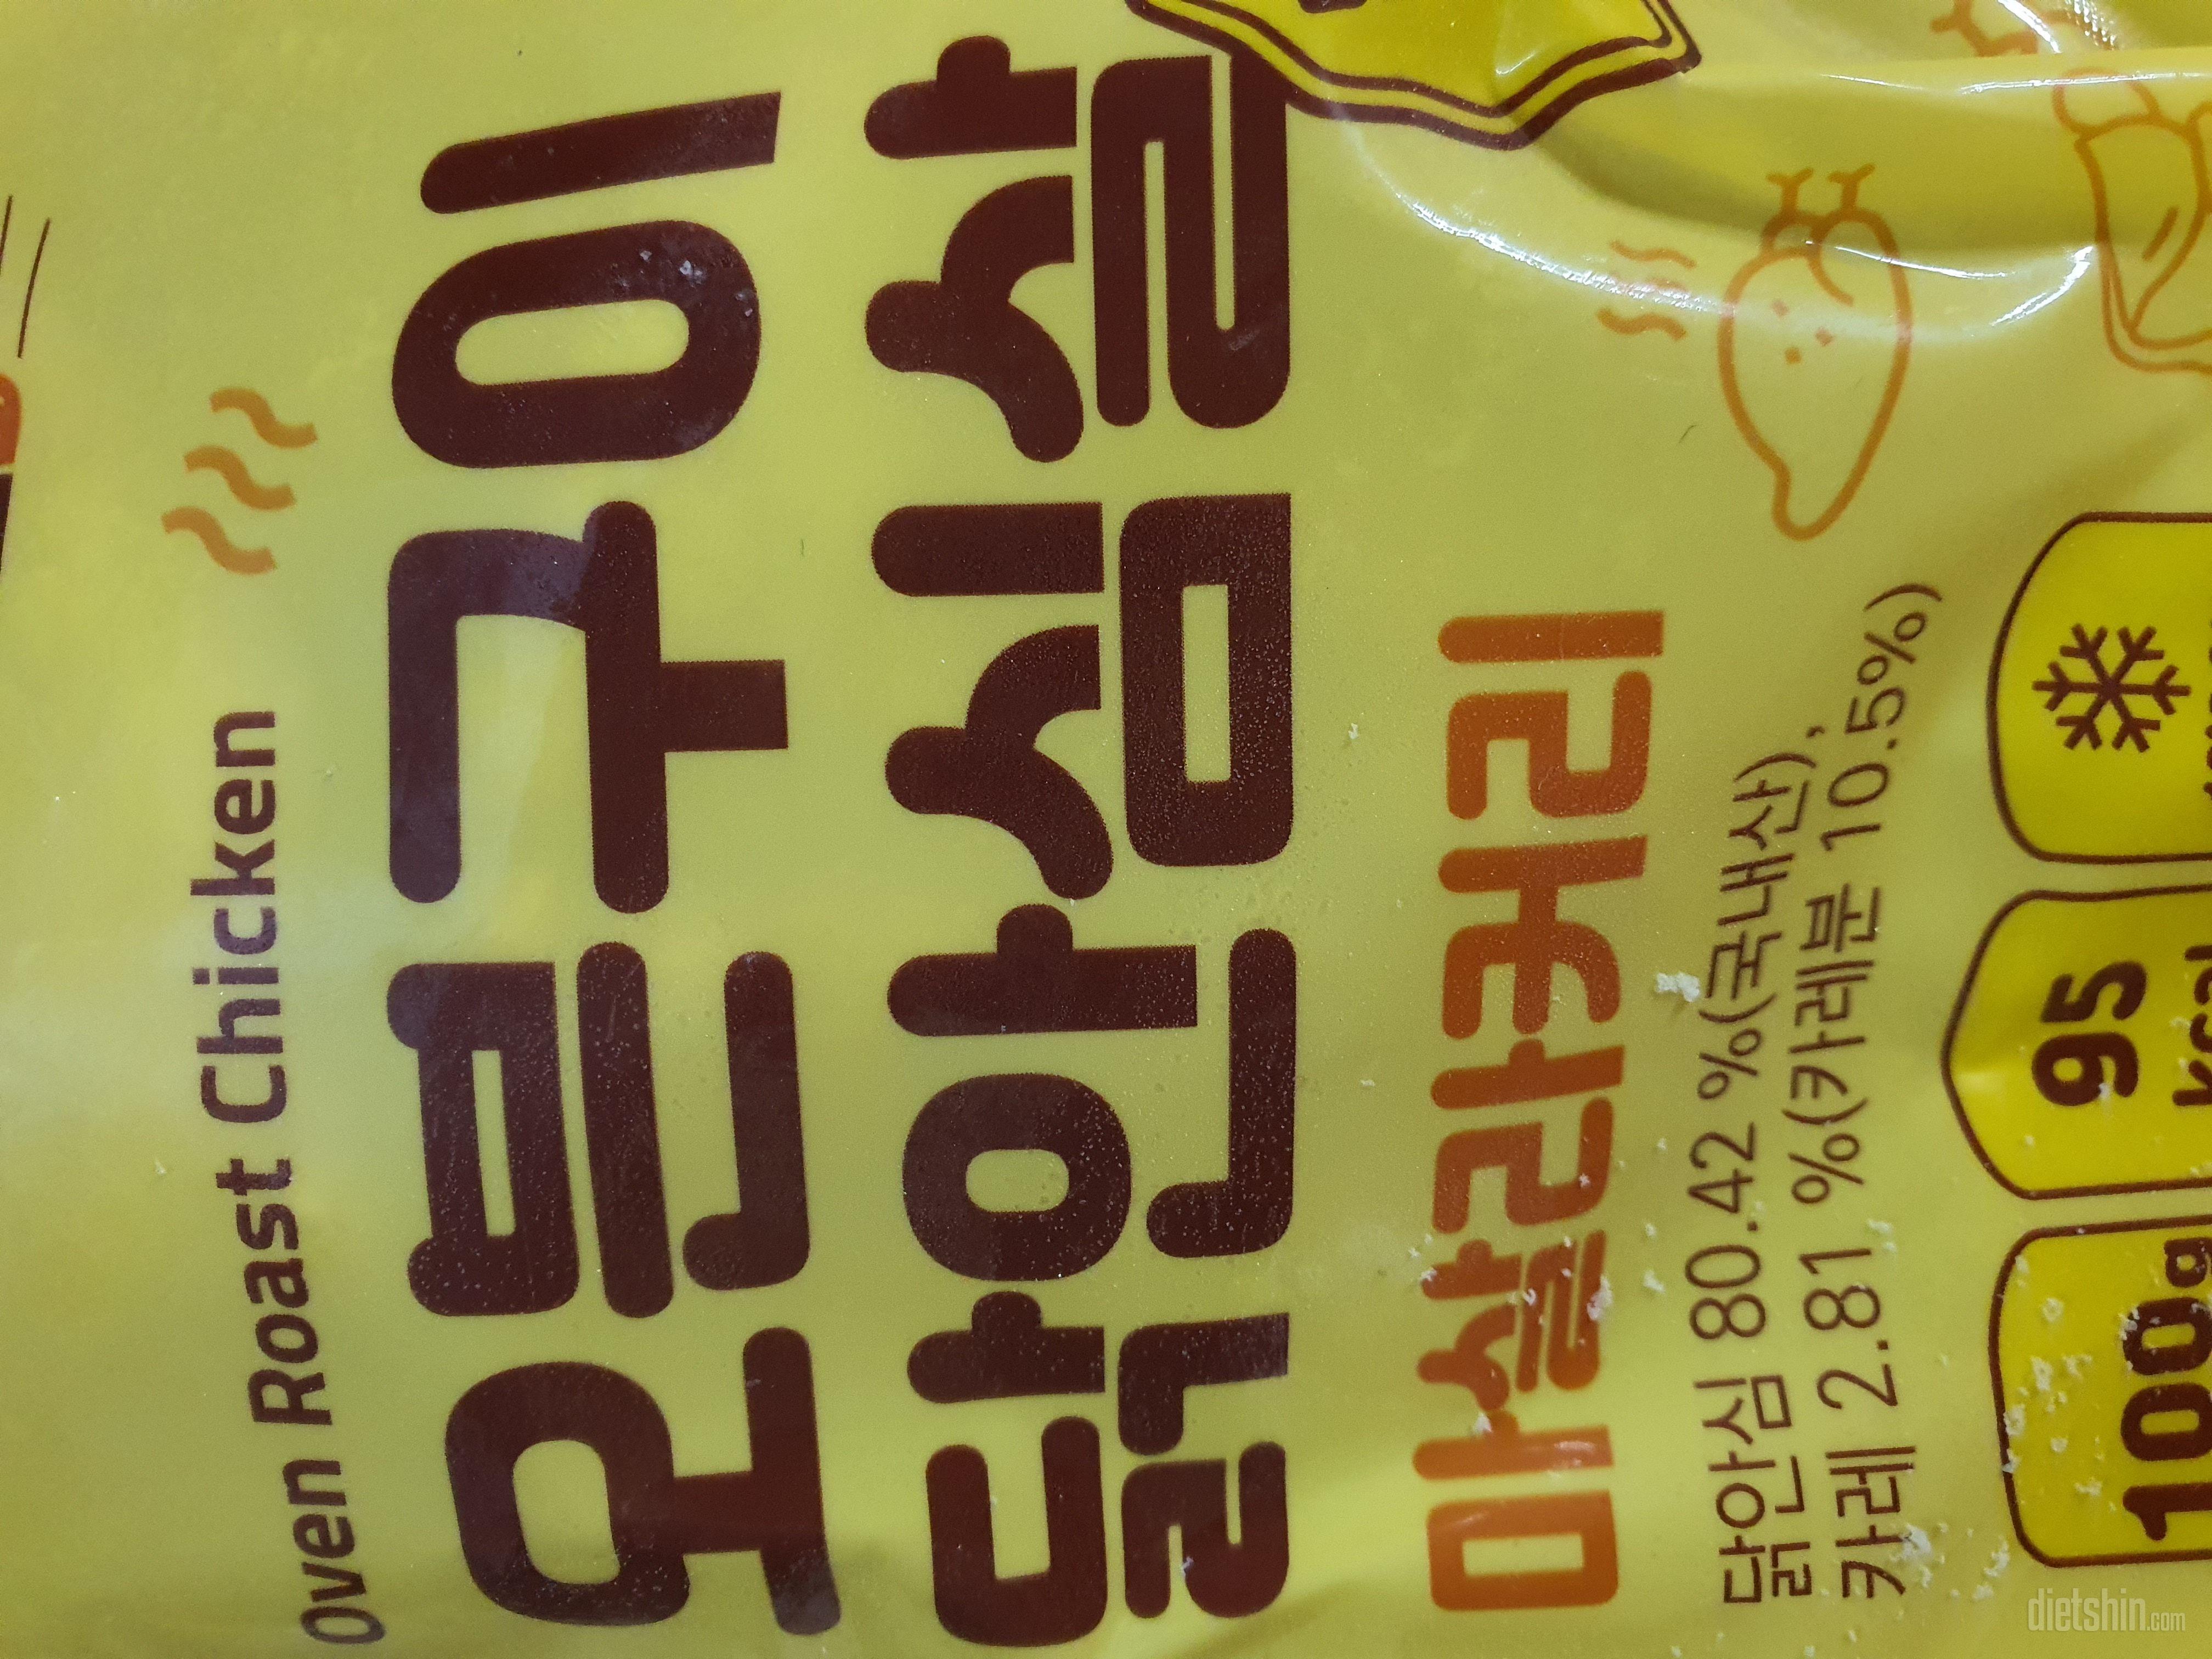 Oven Roast Chicken
오븐구이
닭안심살
마살라커리
닭안심 80.42 %(국내산),
카레 2.81 %(카레분 10.5%)
100g
95
kcal
dietshin.com